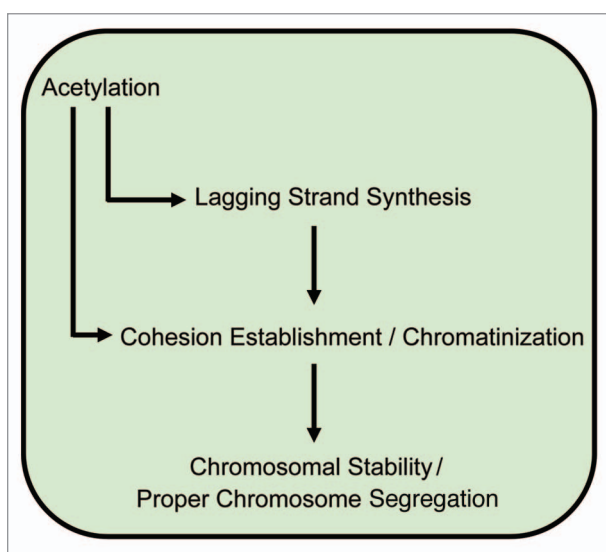 Acetylation
Lagging Strand Synthesis
Cohesion Establishment / Chromatinization
Chromosomal Stability /
Proper Chromosome Segregation